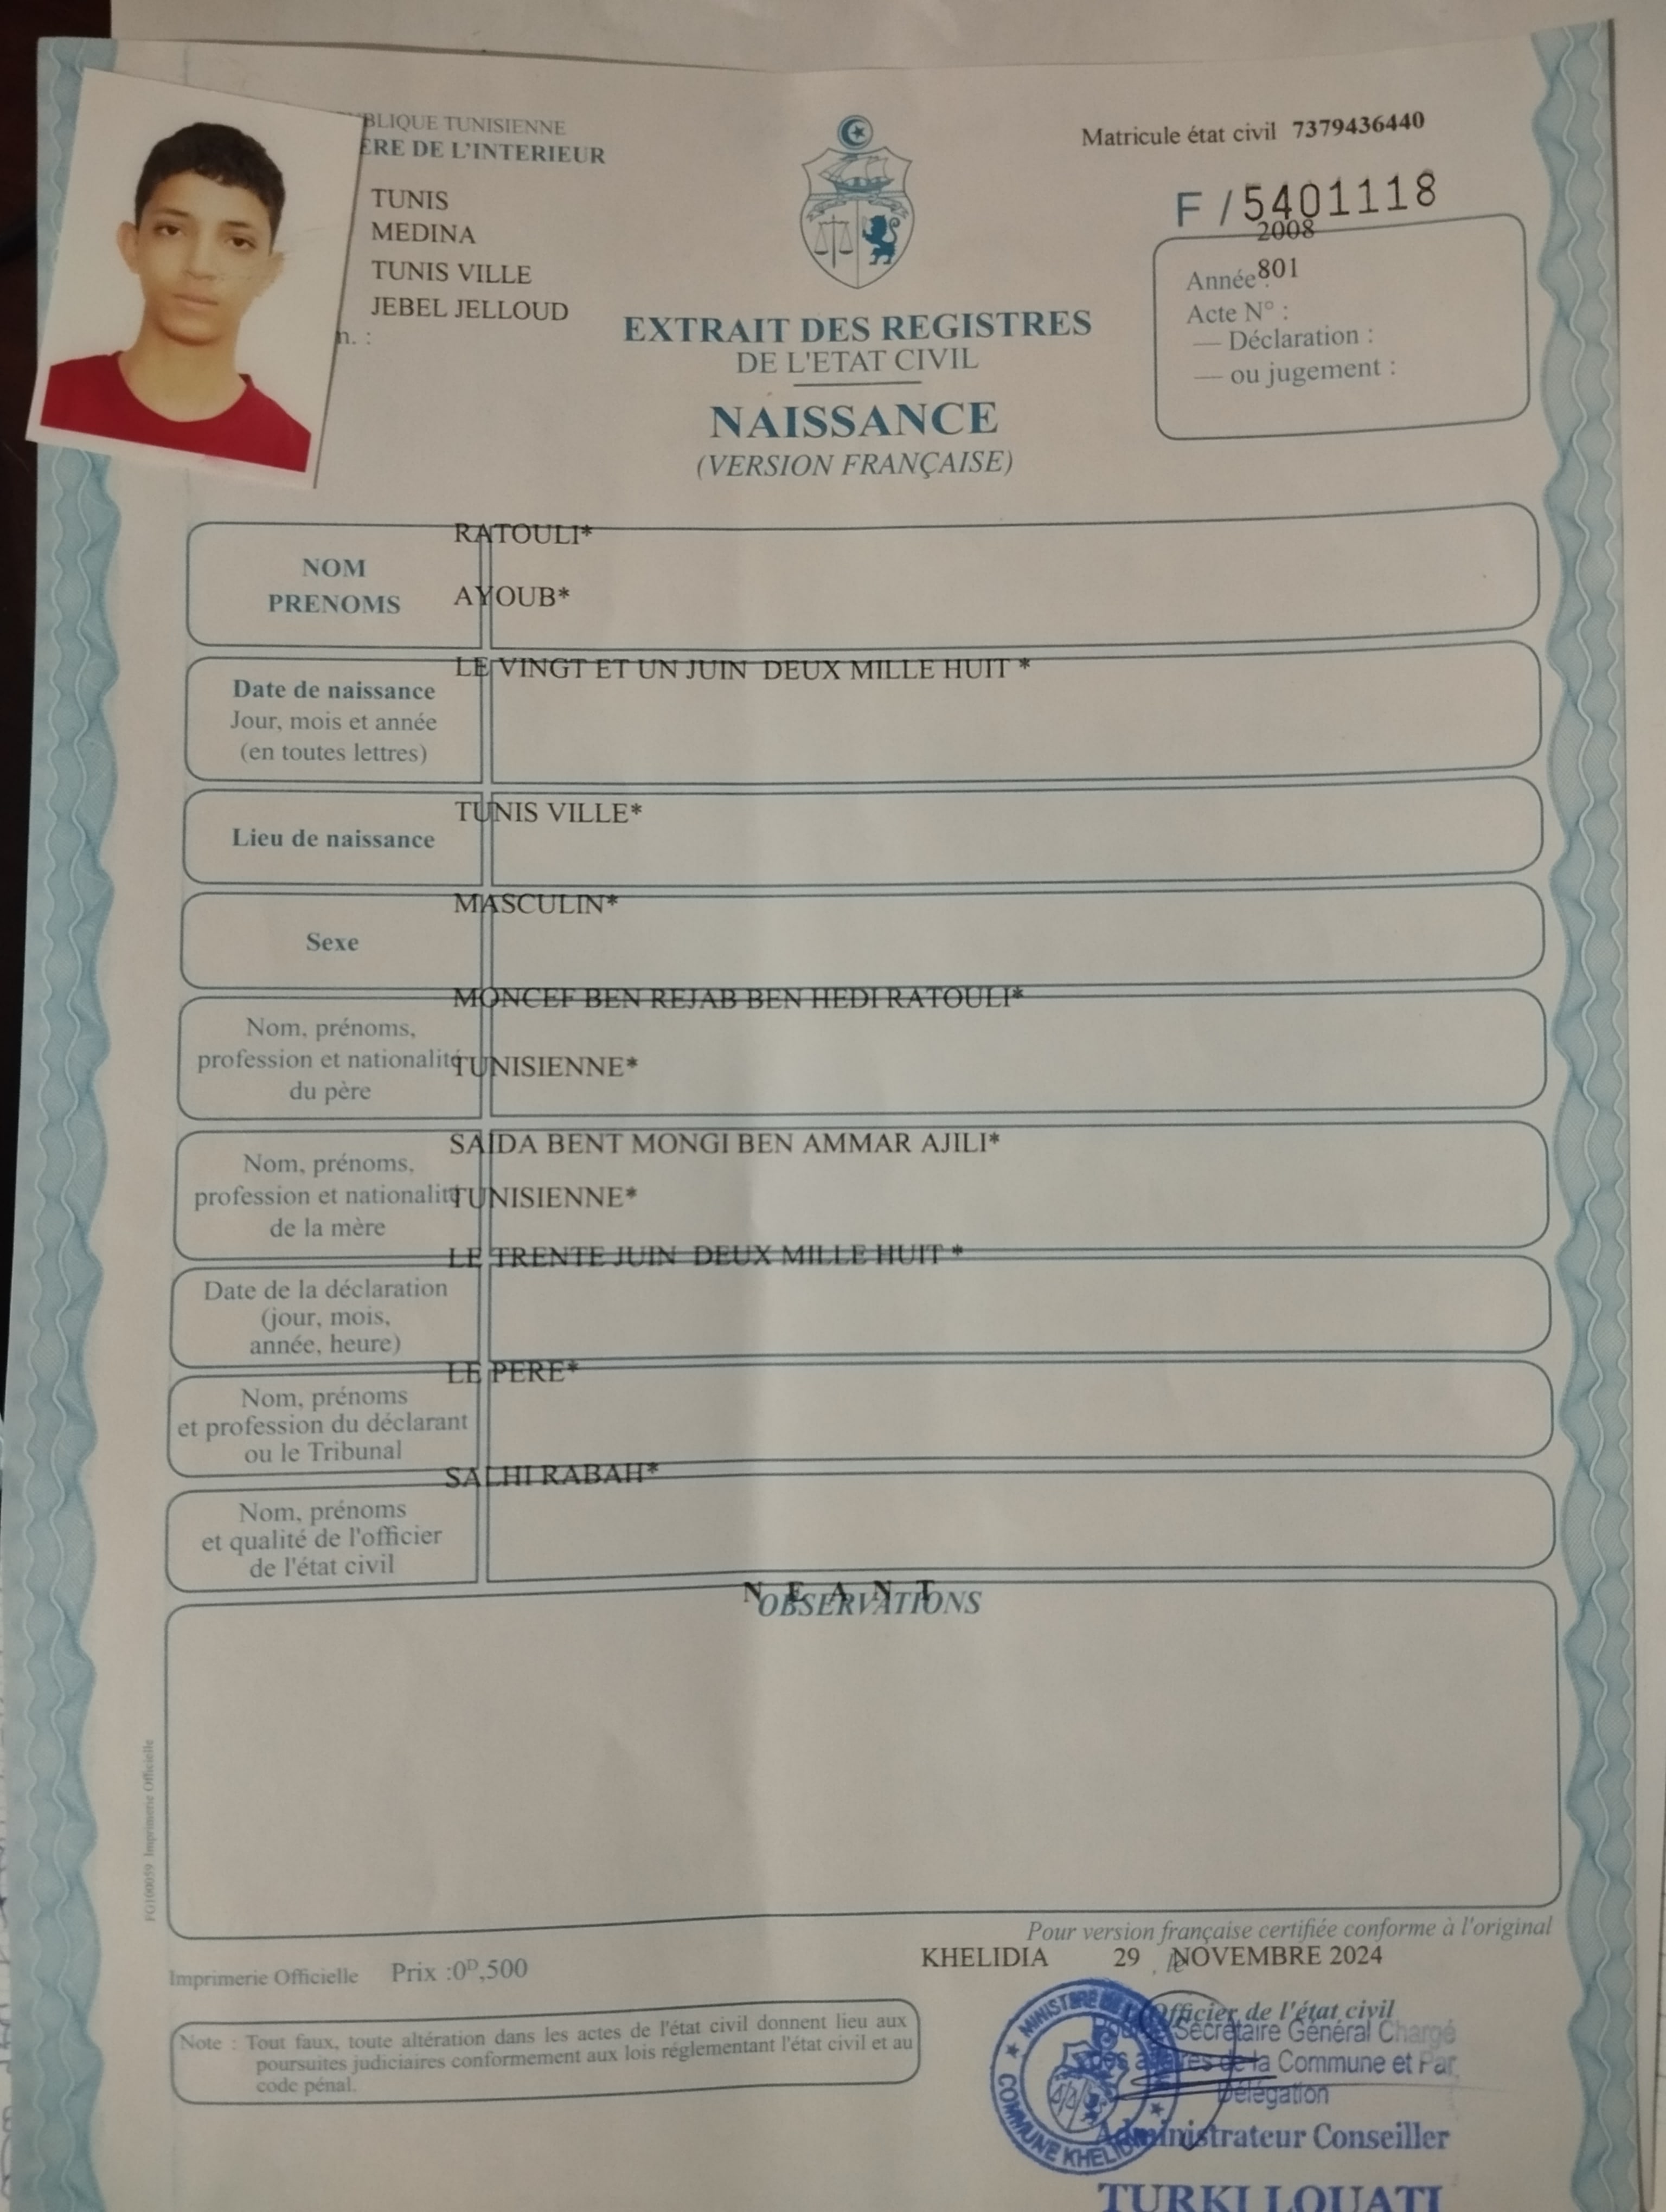 BLIQUE TUNISIENNE
ERE DE L'INTERIEUR
TUNIS
MEDINA
TUNIS VILLE
JEBEL JELLOUD
n. :
Matricule état civil 7379436440
F / 5401118
2008
Année : 801
Acte N° :
— Déclaration :
— ou jugement :
EXTRAIT DES REGISTRES
DE L'ETAT CIVIL
NAISSANCE
(VERSION FRANÇAISE)
RATOULI*
NOM
PRENOMS
AYOUB*
LE VINGT ET UN JUIN DEUX MILLE HUIT *
Date de naissance
Jour, mois et année
(en toutes lettres)
TUNIS VILLE*
Lieu de naissance
MASCULIN*
Sexe
MONCEF BEN REJAB BEN HEDI RATOULI*
Nom, prénoms,
profession et nationalité
du père
TUNISIENNE*
SAIDA BENT MONGI BEN AMMAR AJILI*
Nom, prénoms,
profession et nationalité
de la mère
TUNISIENNE*
LE TRENTE JUIN DEUX MILLE HUIT *
Date de la déclaration
(jour, mois,
année, heure)
LE PERE*
Nom, prénoms
et profession du déclarant
ou le Tribunal
SALHI RABAH*
Nom, prénoms
et qualité de l'officier
de l'état civil
N E A N T
OBSERVATIONS
FG100059 Imprimerie Officielle
Pour version française certifiée conforme à l'original
KHELIDIA 29 le NOVEMBRE 2024
Imprimerie Officielle Prix :0ᴰ,500
Officier de l'état civil
Note : Tout faux, toute altération dans les actes de l'état civil donnent lieu aux
poursuites judiciaires conformement aux lois réglementant l'état civil et au
code pénal.
MINISTERE
COMMUNE KHELIDIA
Secrétaire Général Chargé
des affaires de la Commune et Par
Délégation
Administrateur Conseiller
TURKI LOUATI